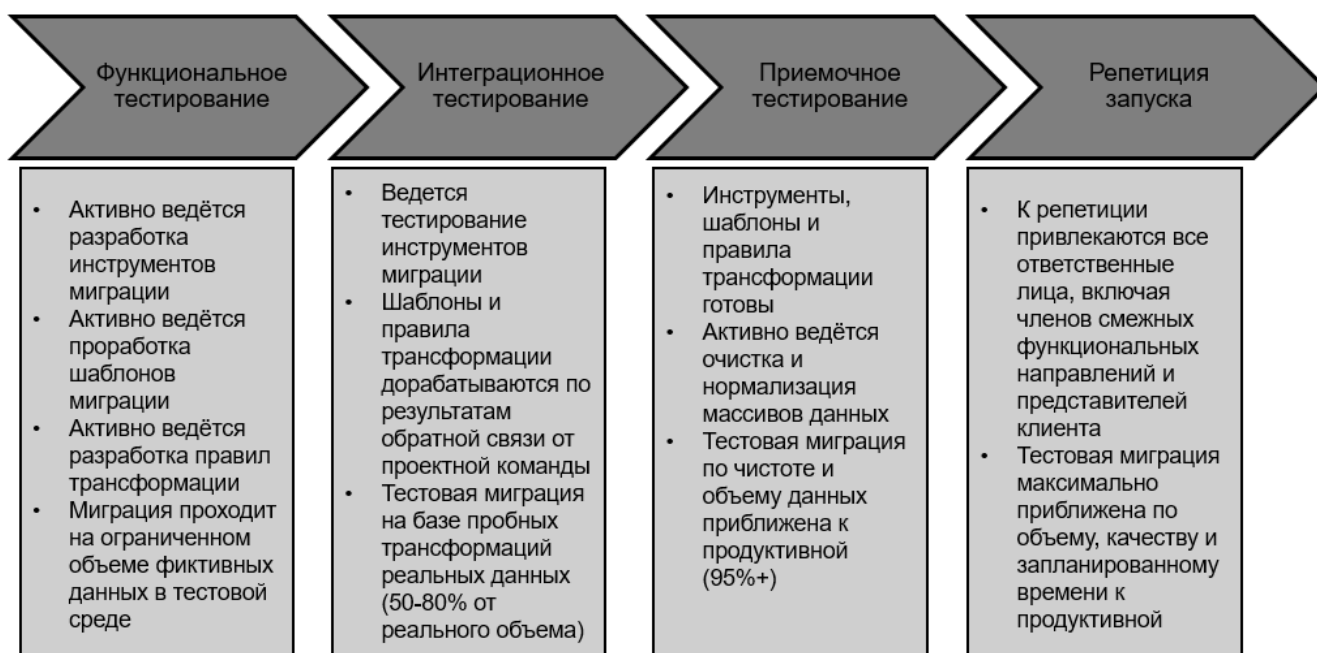 Функциональное
тестирование
Интеграционное
тестирование
Приемочное
тестирование
Репетиция
запуска
• Активно ведётся
разработка
инструментов
миграции
• Активно ведётся
проработка
шаблонов
миграции
• Активно ведётся
разработка правил
трансформации
• Миграция проходит
на ограниченном
объеме фиктивных
данных в тестовой
среде
• Ведется
тестирование
инструментов
миграции
• Шаблоны и
правила
трансформации
дорабатываются по
результатам
обратной связи от
проектной команды
• Тестовая миграция
на базе пробных
трансформаций
реальных данных
(50-80% от
реального объема)
• Инструменты,
шаблоны и
правила
трансформации
готовы
• Активно ведётся
очистка и
нормализация
массивов данных
• Тестовая миграция
по чистоте и
объему данных
приближена к
продуктивной
(95%+)
• К репетиции
привлекаются все
ответственные
лица, включая
членов смежных
функциональных
направлений и
представителей
клиента
• Тестовая миграция
максимально
приближена по
объему, качеству и
запланированному
времени к
продуктивной